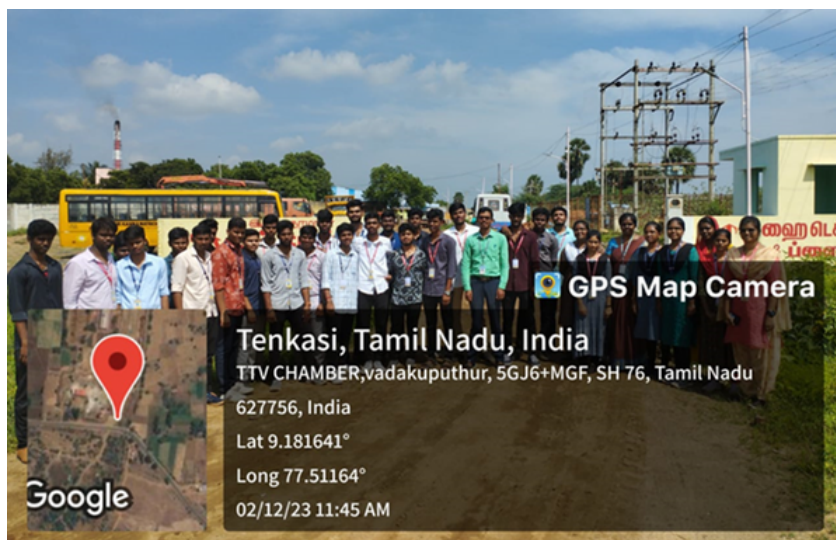 ஹை டெக்
GPS Map Camera
Tenkasi, Tamil Nadu, India
TTV CHAMBER,vadakuputhur, 5GJ6+MGF, SH 76, Tamil Nadu
627756, India
Lat 9.181641°
Long 77.51164°
02/12/23 11:45 AM
Google